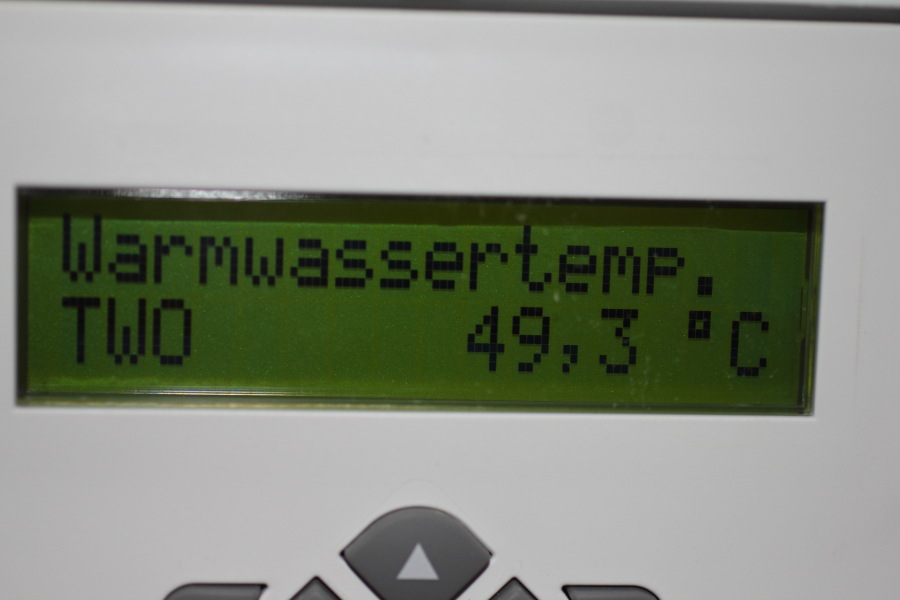 Warmwassertemp.
TWO 49,3 °C